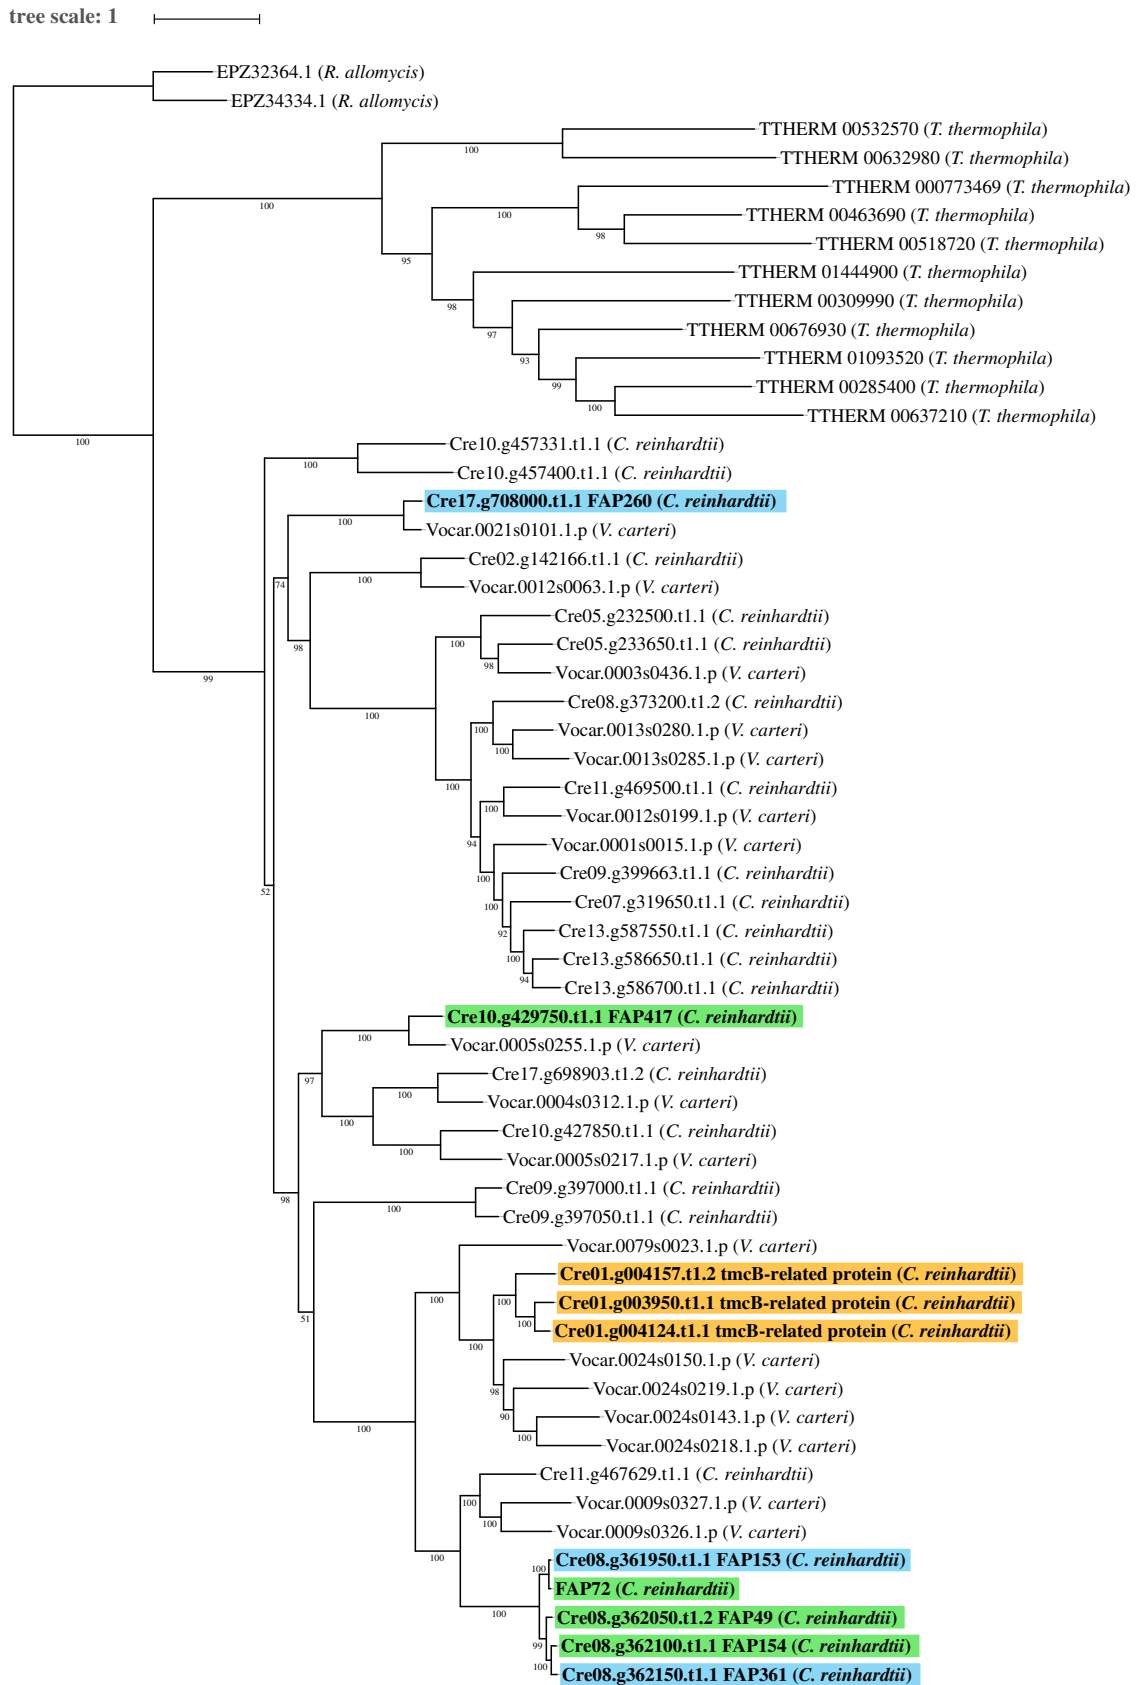 tree scale: 1
EPZ32364.1 (R. allomycis)
EPZ34334.1 (R. allomycis)
TTHERM 00532570 (T. thermophila)
100
TTHERM 00632980 (T. thermophila)
TTHERM 000773469 (T. thermophila)
100
100
TTHERM 00463690 (T. thermophila)
98
TTHERM 00518720 (T. thermophila)
95
TTHERM 01444900 (T. thermophila)
98
TTHERM 00309990 (T. thermophila)
97
TTHERM 00676930 (T. thermophila)
93
TTHERM 01093520 (T. thermophila)
99
TTHERM 00285400 (T. thermophila)
100
TTHERM 00637210 (T. thermophila)
100
Cre10.g457331.t1.1 (C. reinhardtii)
100
Cre10.g457400.t1.1 (C. reinhardtii)
Cre17.g708000.t1.1 FAP260 (C. reinhardtii)
100
Vocar.0021s0101.1.p (V. carteri)
Cre02.g142166.t1.1 (C. reinhardtii)
100
74
Vocar.0012s0063.1.p (V. carteri)
Cre05.g232500.t1.1 (C. reinhardtii)
100
98
Cre05.g233650.t1.1 (C. reinhardtii)
98
Vocar.0003s0436.1.p (V. carteri)
99
Cre08.g373200.t1.2 (C. reinhardtii)
100
100
Vocar.0013s0280.1.p (V. carteri)
100
Vocar.0013s0285.1.p (V. carteri)
100
Cre11.g469500.t1.1 (C. reinhardtii)
100
Vocar.0012s0199.1.p (V. carteri)
94
Vocar.0001s0015.1.p (V. carteri)
100
Cre09.g399663.t1.1 (C. reinhardtii)
52
100
Cre07.g319650.t1.1 (C. reinhardtii)
92
Cre13.g587550.t1.1 (C. reinhardtii)
100
Cre13.g586650.t1.1 (C. reinhardtii)
94
Cre13.g586700.t1.1 (C. reinhardtii)
Cre10.g429750.t1.1 FAP417 (C. reinhardtii)
100
Vocar.0005s0255.1.p (V. carteri)
97
Cre17.g698903.t1.2 (C. reinhardtii)
100
Vocar.0004s0312.1.p (V. carteri)
100
Cre10.g427850.t1.1 (C. reinhardtii)
100
Vocar.0005s0217.1.p (V. carteri)
Cre09.g397000.t1.1 (C. reinhardtii)
98
100
Cre09.g397050.t1.1 (C. reinhardtii)
Vocar.0079s0023.1.p (V. carteri)
Cre01.g004157.t1.2 tmcB-related protein (C. reinhardtii)
100
100
Cre01.g003950.t1.1 tmcB-related protein (C. reinhardtii)
51
100
Cre01.g004124.t1.1 tmcB-related protein (C. reinhardtii)
100
Vocar.0024s0150.1.p (V. carteri)
98
Vocar.0024s0219.1.p (V. carteri)
90
Vocar.0024s0143.1.p (V. carteri)
100
100
Vocar.0024s0218.1.p (V. carteri)
Cre11.g467629.t1.1 (C. reinhardtii)
100
Vocar.0009s0327.1.p (V. carteri)
100
Vocar.0009s0326.1.p (V. carteri)
100
Cre08.g361950.t1.1 FAP153 (C. reinhardtii)
100
FAP72 (C. reinhardtii)
100
Cre08.g362050.t1.2 FAP49 (C. reinhardtii)
99
Cre08.g362100.t1.1 FAP154 (C. reinhardtii)
100
Cre08.g362150.t1.1 FAP361 (C. reinhardtii)